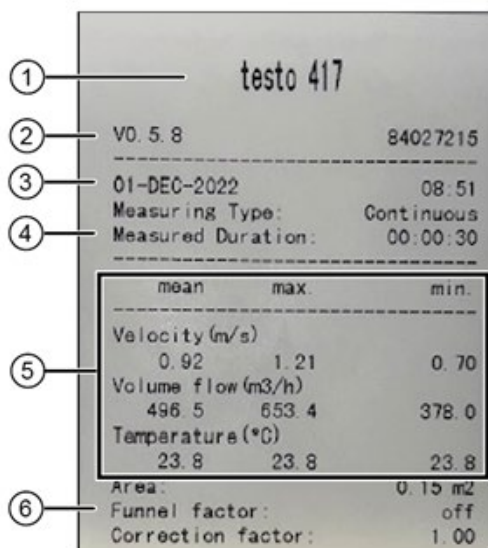 1
testo 417
2
V0.5.8 84027215
3
01-DEC-2022 08:51
Measuring Type: Continuous
4
Measured Duration: 00:00:30
mean max. min.
Velocity(m/s)
0.92 1.21 0.70
5
Volume flow(m3/h)
496.5 653.4 378.0
Temperature(°C)
23.8 23.8 23.8
Area: 0.15 m2
6
Funnel factor: off
Correction factor: 1.00